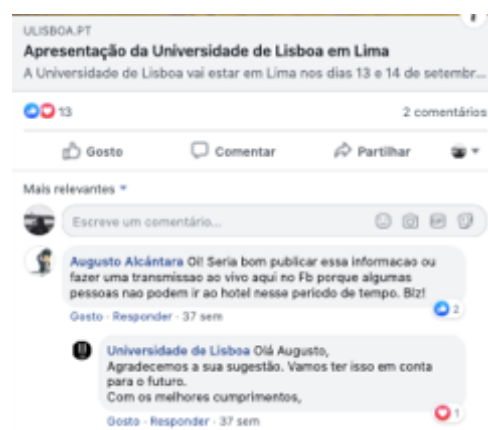 ULISBOA.PT
Apresentação da Universidade de Lisboa em Lima
A Universidade de Lisboa vai estar em Lima nos dias 13 e 14 de setembr...
13
2 comentários
Gosto
Comentar
Partilhar
Mais relevantes
Escreve um comentário...
Augusto Alcántara Oi! Seria bom publicar essa informacao ou
fazer uma transmissao ao vivo aqui no Fb porque algumas
pessoas nao podem ir ao hotel nesse periodo de tempo. Blz!
2
Gosto · Responder · 37 sem
Universidade de Lisboa Olá Augusto,
Agradecemos a sua sugestão. Vamos ter isso em conta
para o futuro.
Com os melhores cumprimentos,
1
Gosto · Responder · 37 sem